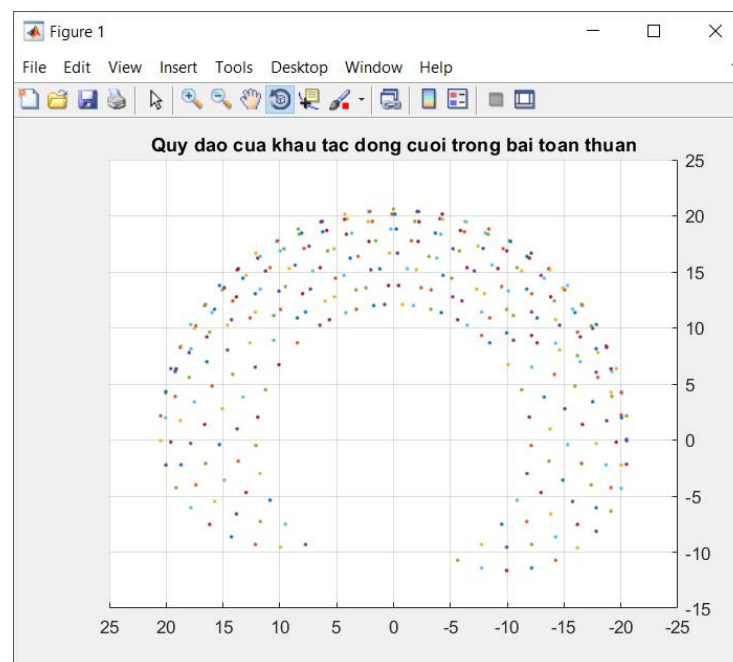 Figure 1
File Edit View Insert Tools Desktop Window Help
Quy dao cua khau tac dong cuoi trong bai toan thuan
25
20
15
10
5
0
-5
-10
-15
25 20 15 10 5 0 -5 -10 -15 -20 -25